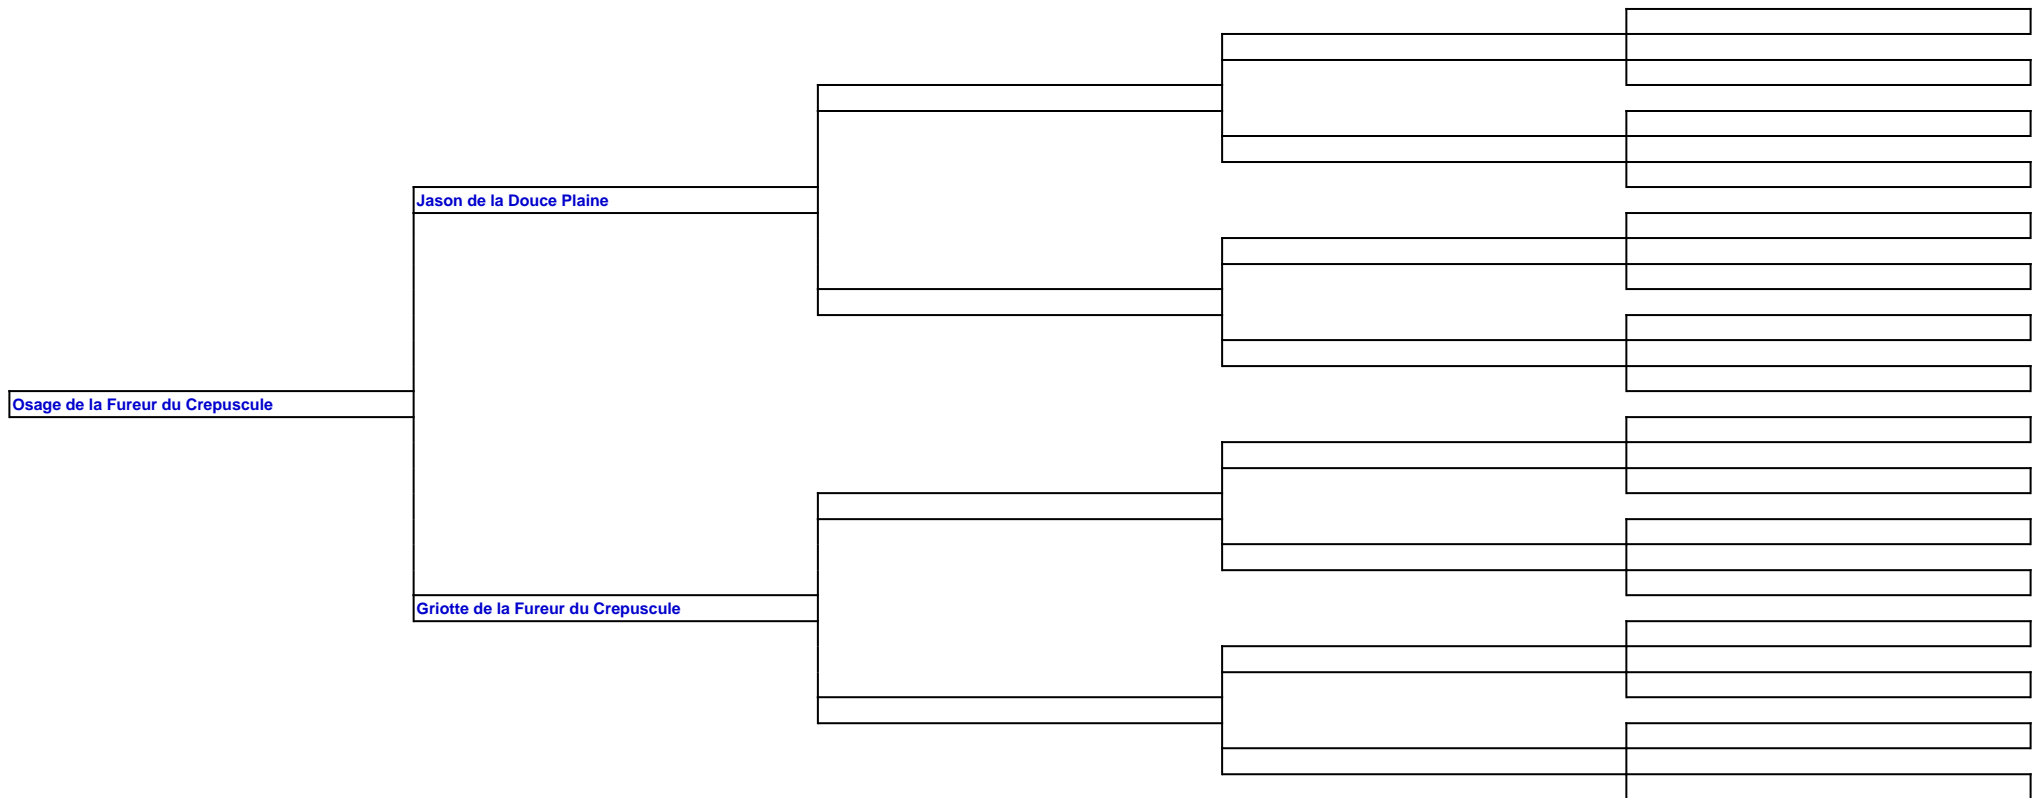 Jason de la Douce Plaine
Osage de la Fureur du Crepuscule
Griotte de la Fureur du Crepuscule